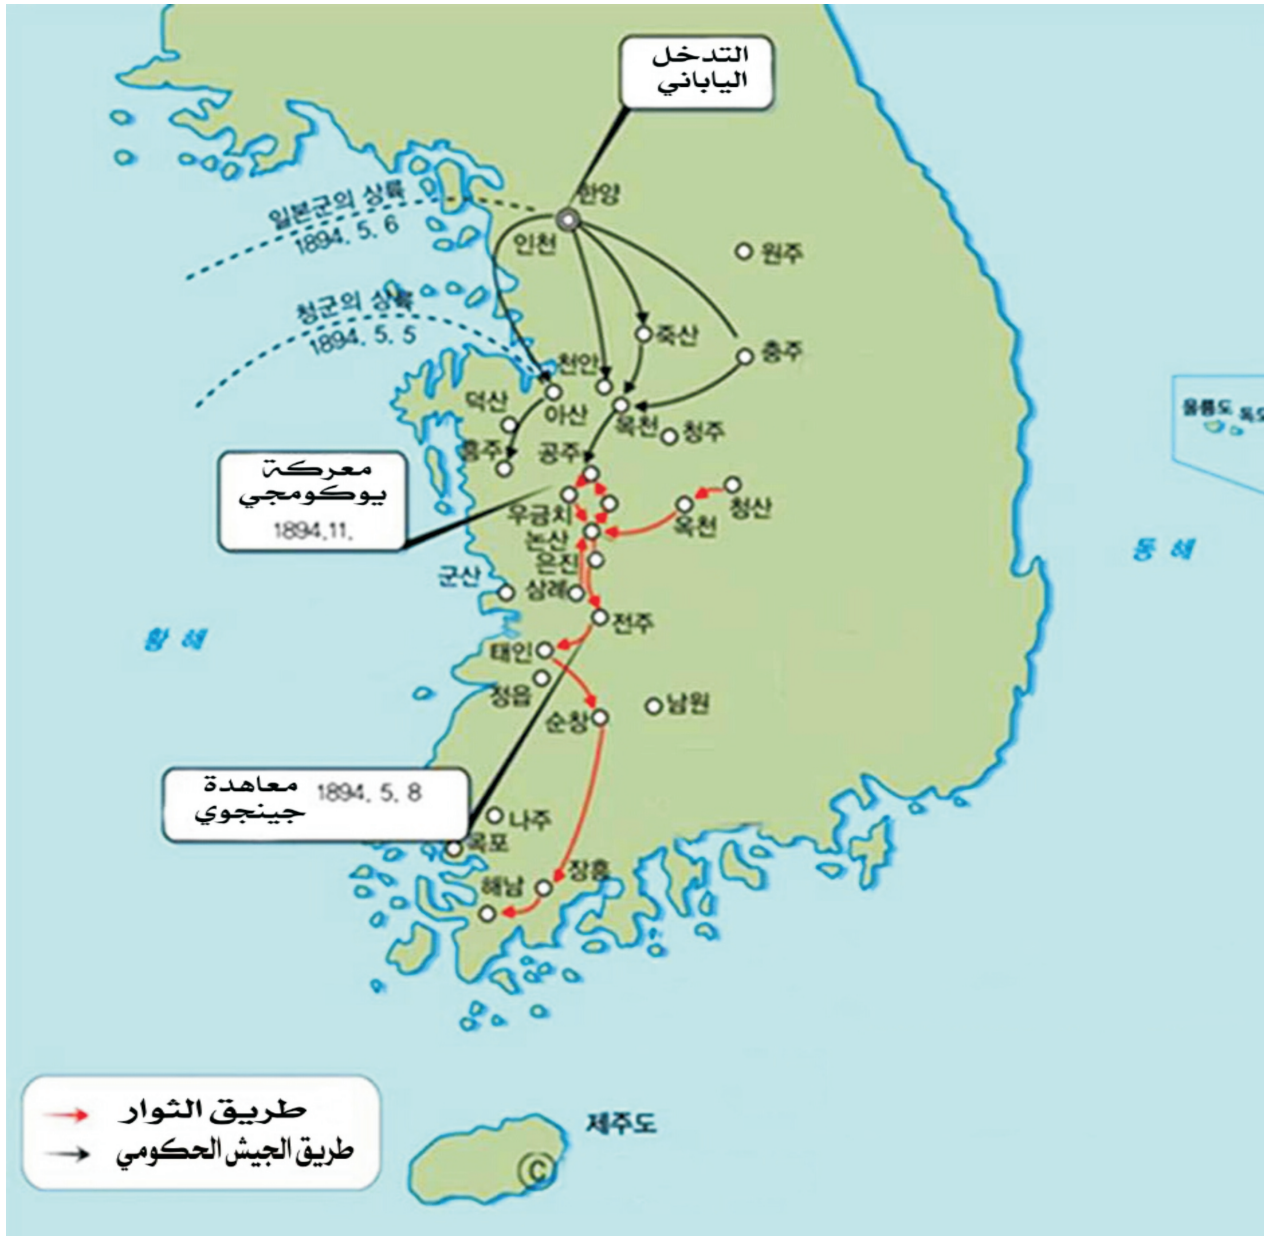 التدخل
الياباني
한양
일본군의 상륙
1894. 5. 6
인천
원주
청군의 상륙
1894. 5. 5
죽산
충주
천안
덕산
아산
옥천
청주
울릉도
독도
홍주
공주
معركة
يوكومجي
1894.11.
청산
우금치
옥천
논산
동해
은진
군산
삼례
전주
황해
태인
정읍
남원
순창
معاهدة
1894. 5. 8
جينجوي
나주
목포
장흥
해남
طريق الثوار
طريق الجيش الحكومي
제주도
©